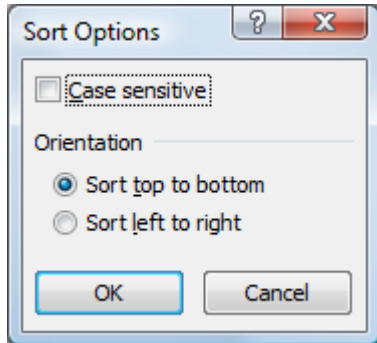 Sort Options
? X
Case sensitive
Orientation
Sort top to bottom
Sort left to right
OK Cancel